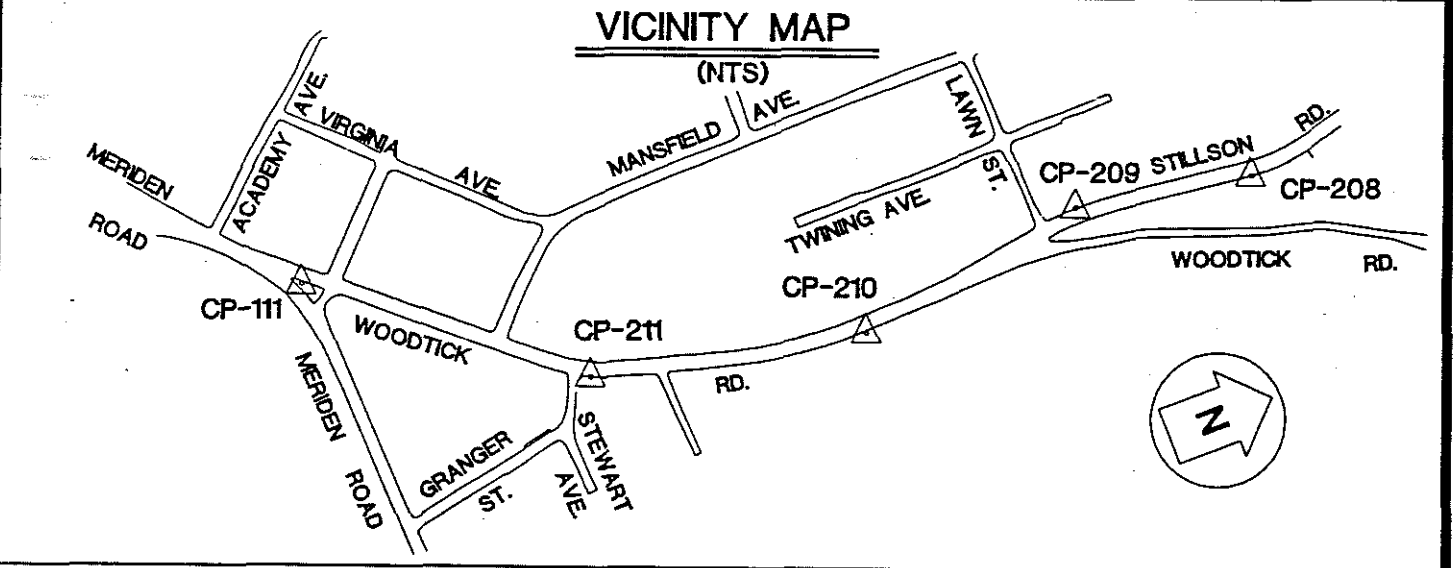 VICINITY MAP
(NTS)
MERIDEN
ROAD
ACADEMY
AVE.
VIRGINIA
AVE.
MANSFIELD
AVE.
LAWN
ST.
TWINING AVE.
CP-209
STILLSON
RD.
CP-208
WOODTICK
RD.
CP-210
CP-211
RD.
CP-111
WOODTICK
MERIDEN
ROAD
GRANGER
ST.
STEWART
AVE.
N